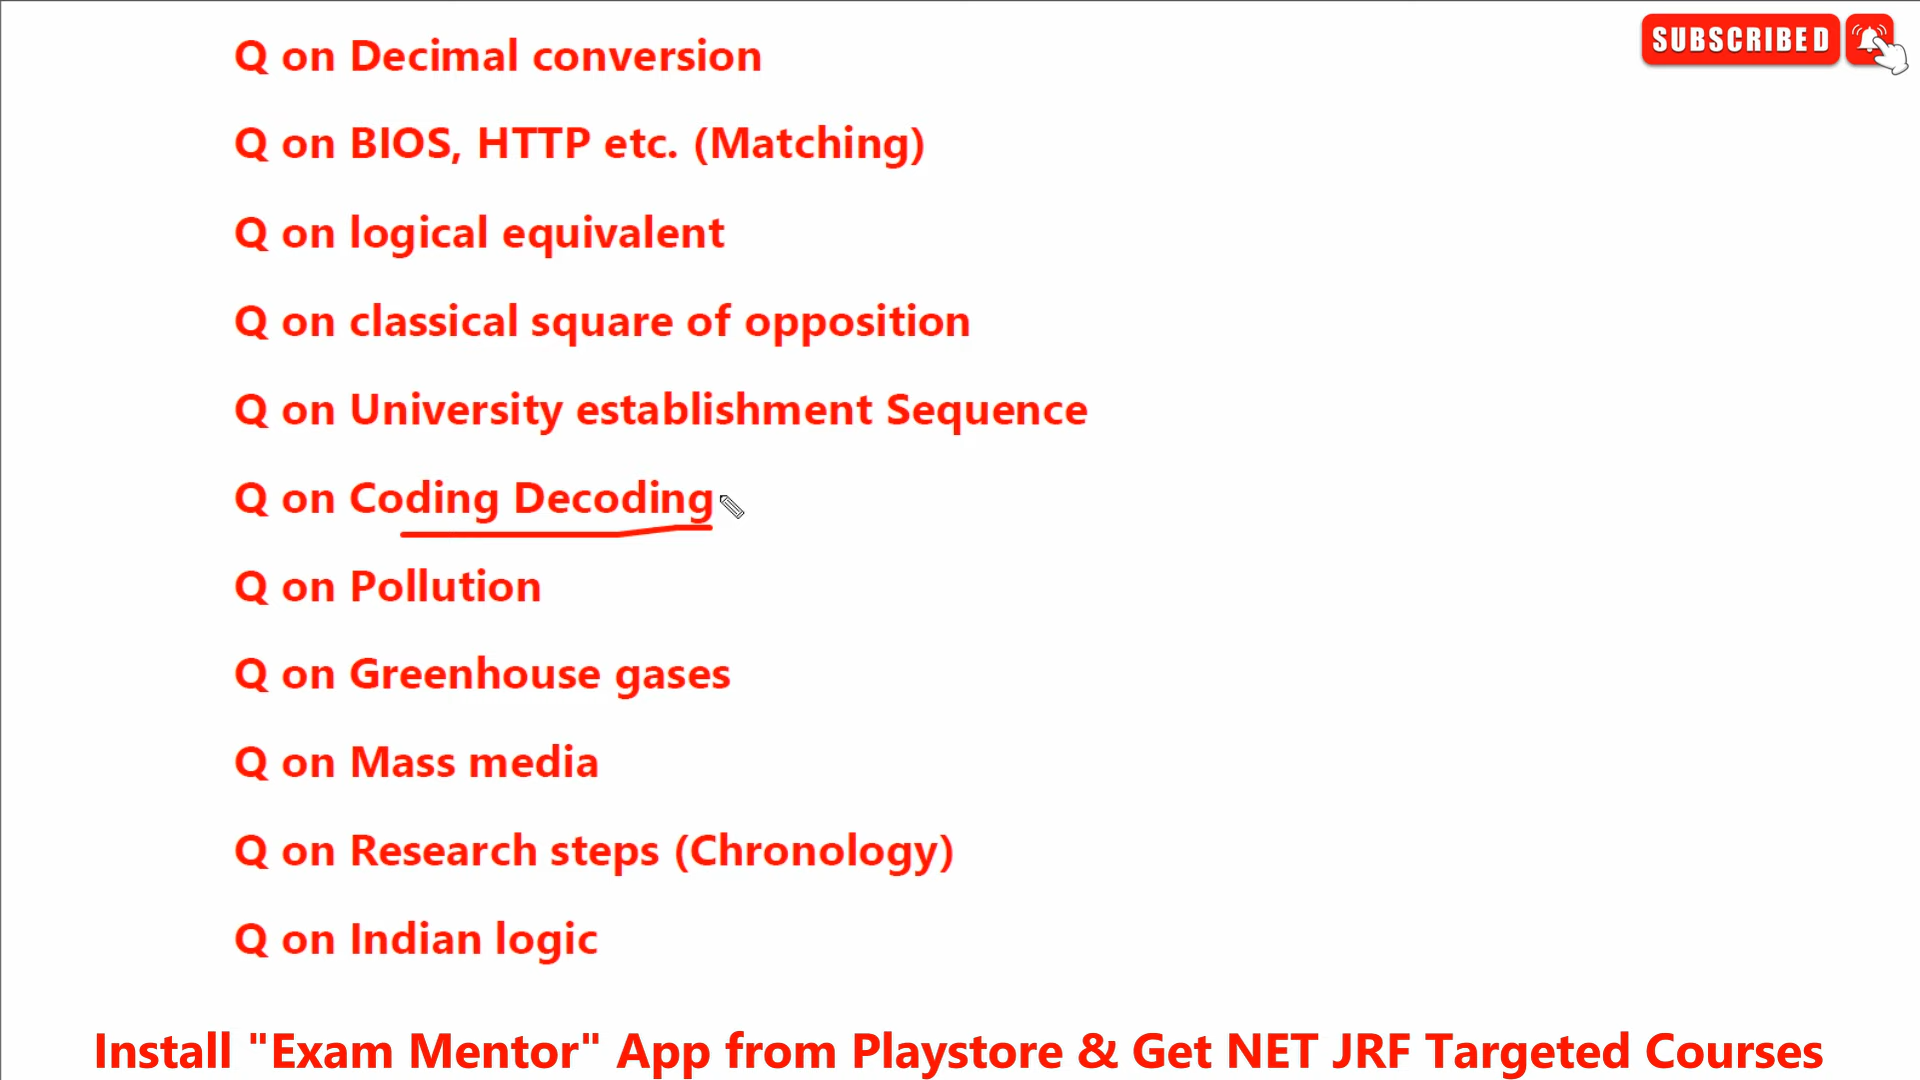 SUBSCRIBED
Q on Decimal conversion
Q on BIOS, HTTP etc. (Matching)
Q on logical equivalent
Q on classical square of opposition
Q on University establishment Sequence
Q on Coding Decoding
Q on Pollution
Q on Greenhouse gases
Q on Mass media
Q on Research steps (Chronology)
Q on Indian logic
Install "Exam Mentor" App from Playstore & Get NET JRF Targeted Courses